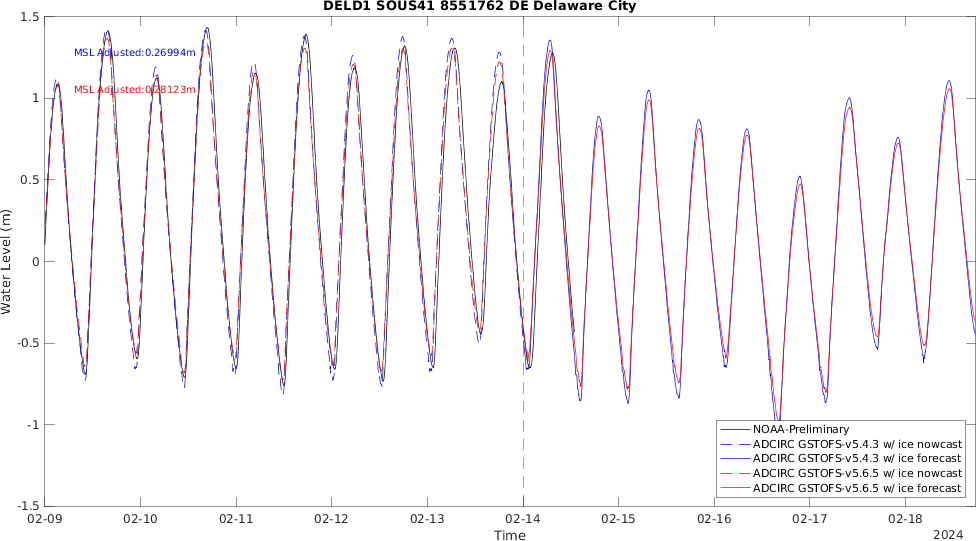 DELD1 SOUS41 8551762 DE Delaware City
1.5
MSL Adjusted:0.26994m
MSL Adjusted:0.28123m
1
0.5
0
-0.5
-1
-1.5
Water Level (m)
NOAA-Preliminary
ADCIRC GSTOFS-v5.4.3 w/ ice nowcast
ADCIRC GSTOFS-v5.4.3 w/ ice forecast
ADCIRC GSTOFS-v5.6.5 w/ ice nowcast
ADCIRC GSTOFS-v5.6.5 w/ ice forecast
02-09 02-10 02-11 02-12 02-13 02-14 02-15 02-16 02-17 02-18
Time
2024